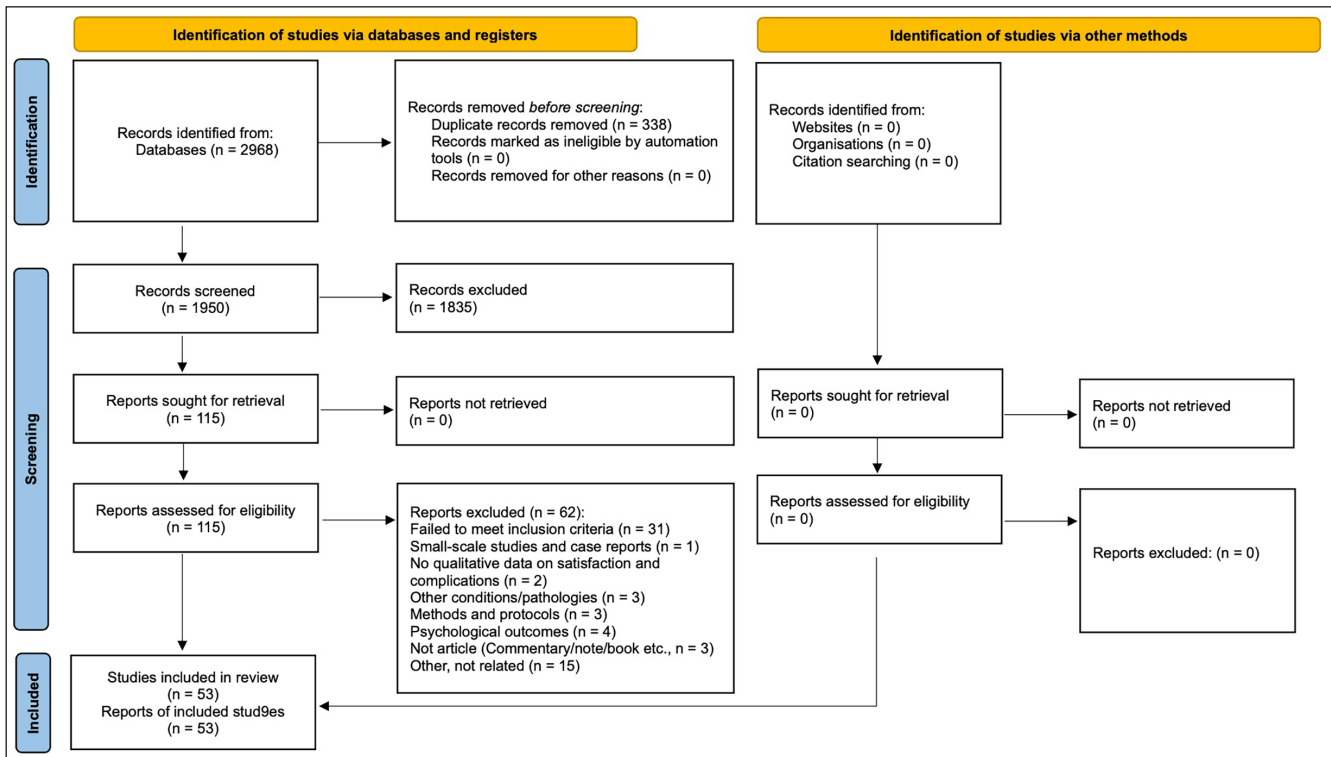 Identification of studies via databases and registers
Identification of studies via other methods
Identification
Records identified from:
Databases (n = 2968)
Records removed before screening:
Duplicate records removed (n = 338)
Records marked as ineligible by automation
tools (n = 0)
Records removed for other reasons (n = 0)
Records identified from:
Websites (n = 0)
Organisations (n = 0)
Citation searching (n = 0)
Screening
Records screened
(n = 1950)
Records excluded
(n = 1835)
Reports sought for retrieval
(n = 115)
Reports not retrieved
(n = 0)
Reports sought for retrieval
(n = 0)
Reports not retrieved
(n = 0)
Reports assessed for eligibility
(n = 115)
Reports excluded (n = 62):
Failed to meet inclusion criteria (n = 31)
Small-scale studies and case reports (n = 1)
No qualitative data on satisfaction and
complications (n = 2)
Other conditions/pathologies (n = 3)
Methods and protocols (n = 3)
Psychological outcomes (n = 4)
Not article (Commentary/note/book etc., n = 3)
Other, not related (n = 15)
Reports assessed for eligibility
(n = 0)
Reports excluded: (n = 0)
Included
Studies included in review
(n = 53)
Reports of included stud9es
(n = 53)